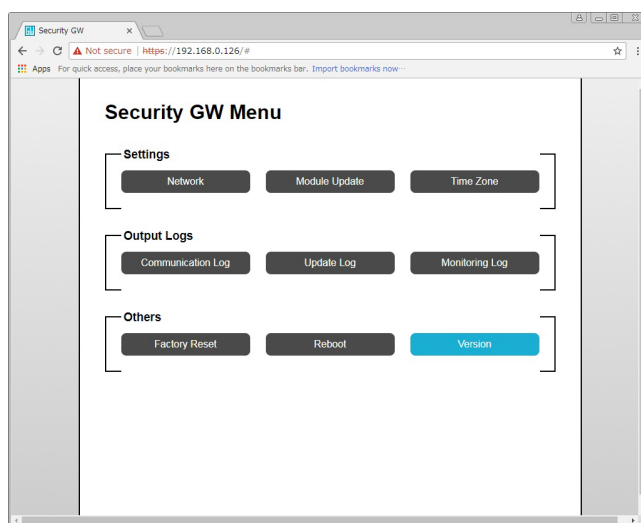 Security GW
Not secure | https://192.168.0.126/#
Apps For quick access, place your bookmarks here on the bookmarks bar. Import bookmarks now...
Security GW Menu
Settings
Network Module Update Time Zone
Output Logs
Communication Log Update Log Monitoring Log
Others
Factory Reset Reboot Version